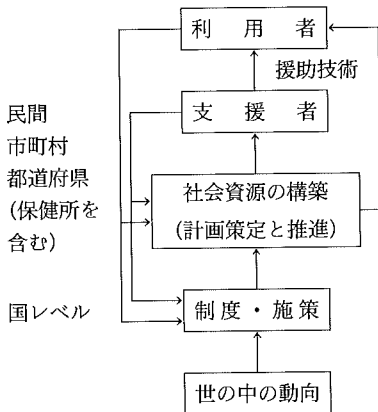 利用者
援助技術
支援者
民間
市町村
都道府県
(保健所を
含む)
社会資源の構築
(計画策定と推進)
国レベル
制度・施策
世の中の動向